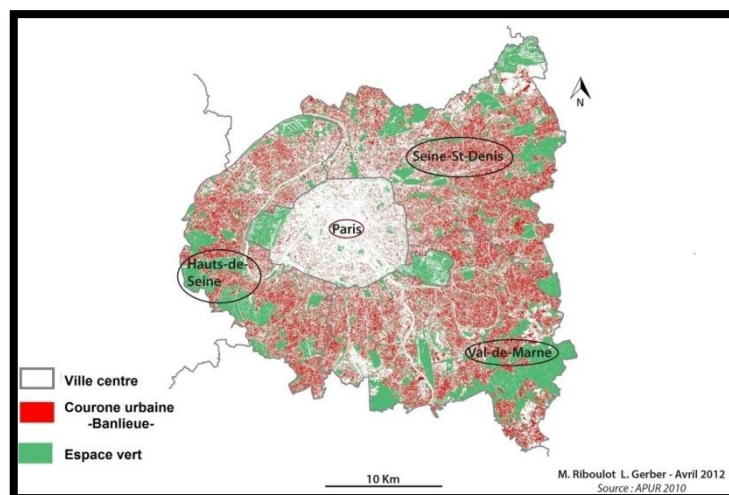 N
Seine-St-Denis
Paris
Hauts-de-
Seine
Val-de-Marne
Ville centre
Courone urbaine
-Banlieue-
Espace vert
10 Km
M. Riboulot L. Gerber - Avril 2012
Source : APUR 2010